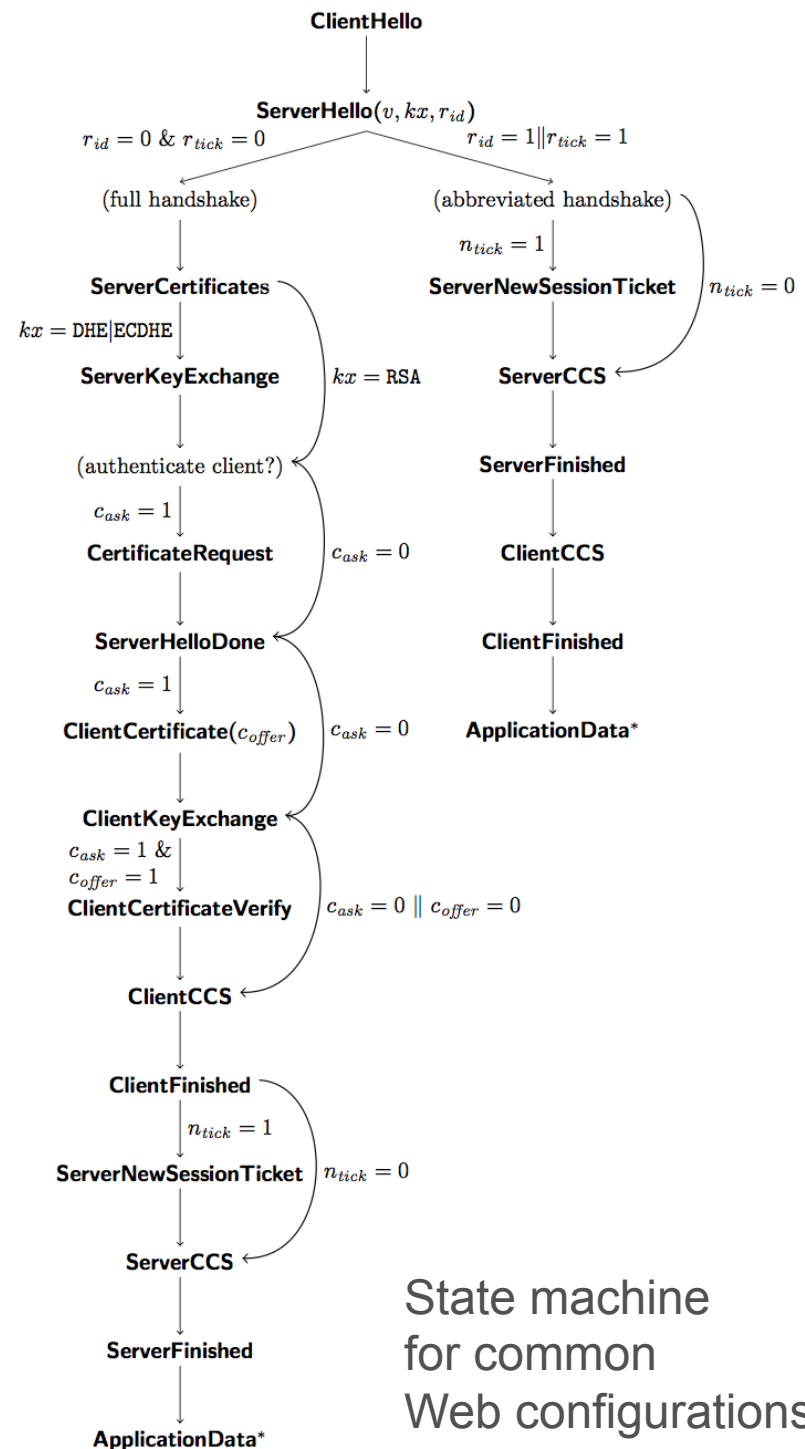 ClientHello
ServerHello(v, kx, r_id)
r_id = 0 & r_tick = 0
r_id = 1||r_tick = 1
(full handshake)
(abbreviated handshake)
n_tick = 1
ServerCertificates
ServerNewSessionTicket
n_tick = 0
kx = DHE|ECDHE
ServerKeyExchange
kx = RSA
ServerCCS
(authenticate client?)
ServerFinished
c_ask = 1
CertificateRequest
c_ask = 0
ClientCCS
ServerHelloDone
ClientFinished
c_ask = 1
ClientCertificate(c_offer)
c_ask = 0
ApplicationData*
ClientKeyExchange
c_ask = 1 &
c_offer = 1
ClientCertificateVerify
c_ask = 0 || c_offer = 0
ClientCCS
ClientFinished
n_tick = 1
ServerNewSessionTicket
n_tick = 0
ServerCCS
ServerFinished
ApplicationData*
State machine
for common
Web configurations